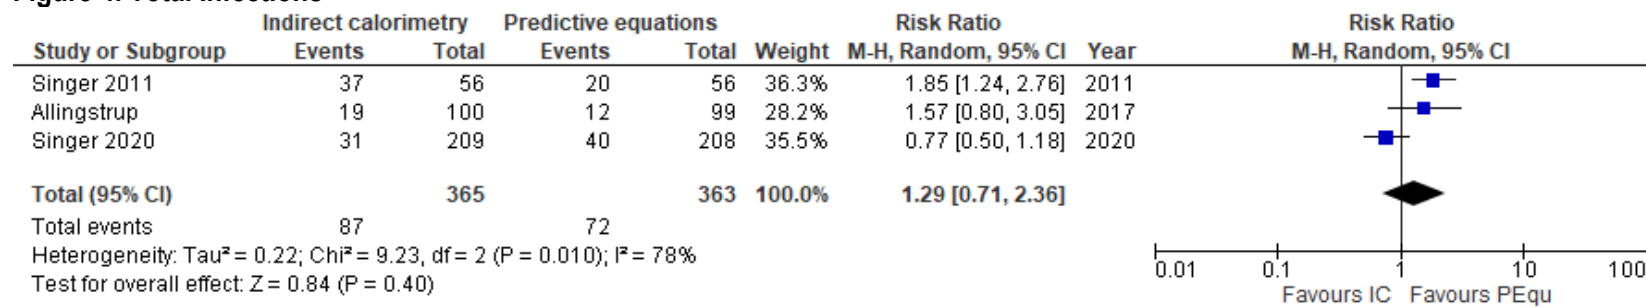 Indirect calorimetry Predictive equations Risk Ratio Risk Ratio
Study or Subgroup Events Total Events Total Weight M-H, Random, 95% CI Year M-H, Random, 95% CI
Singer 2011 37 56 20 56 36.3% 1.85 [1.24, 2.76] 2011
Allingstrup 19 100 12 99 28.2% 1.57 [0.80, 3.05] 2017
Singer 2020 31 209 40 208 35.5% 0.77 [0.50, 1.18] 2020
Total (95% CI) 365 363 100.0% 1.29 [0.71, 2.36]
Total events 87 72
Heterogeneity: Tau² = 0.22; Chi² = 9.23, df = 2 (P = 0.010); I² = 78%
Test for overall effect: Z = 0.84 (P = 0.40)
0.01 0.1 1 10 100
Favours IC Favours PEqu